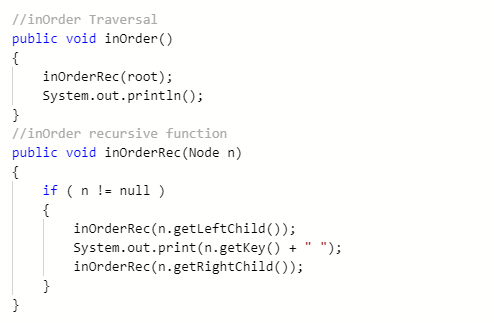 //inOrder Traversal
public void inOrder()
{
    inOrderRec(root);
    System.out.println();
}
//inOrder recursive function
public void inOrderRec(Node n)
{
    if ( n != null )
    {
        inOrderRec(n.getLeftChild());
        System.out.print(n.getKey() + " ");
        inOrderRec(n.getRightChild());
    }
}